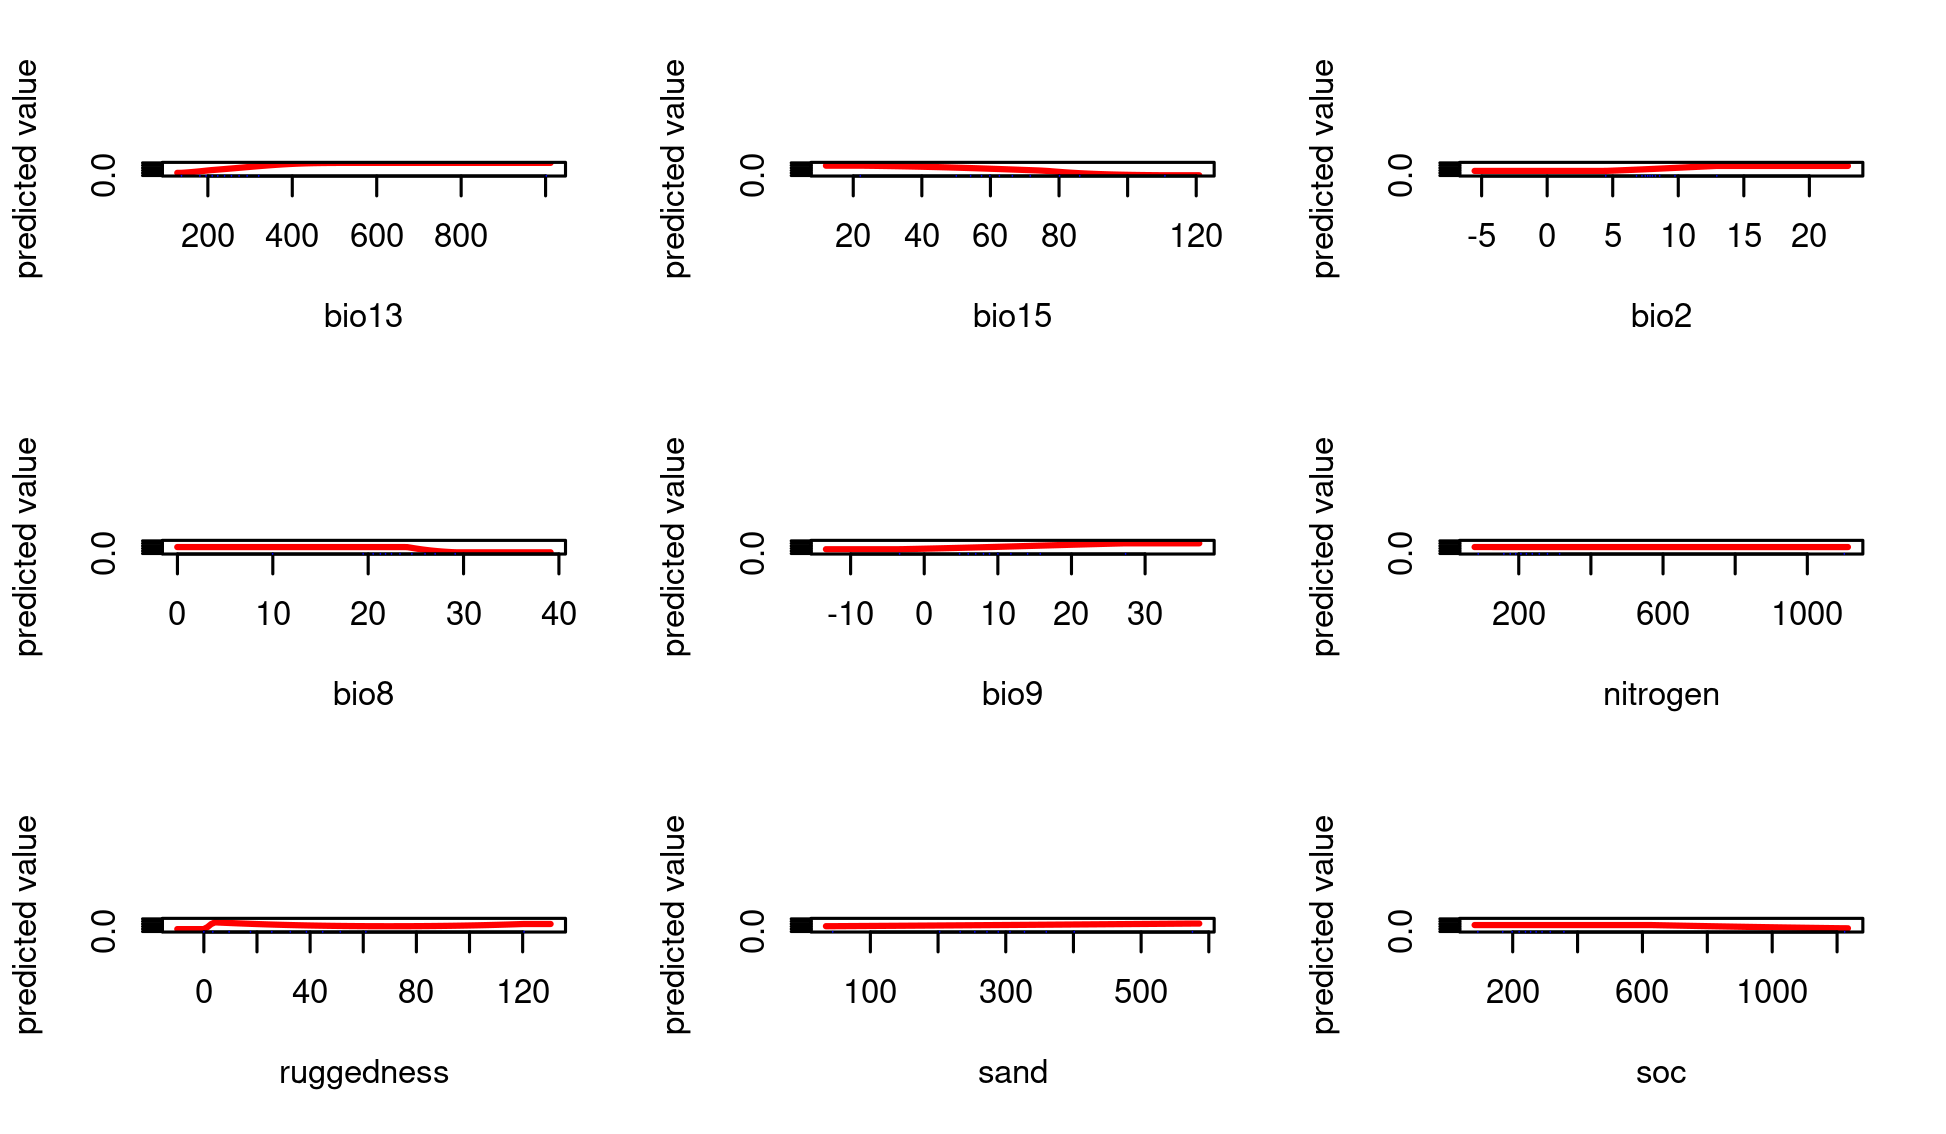 predicted value
0.0
200 400 600 800
bio13
predicted value
0.0
20 40 60 80 120
bio15
predicted value
0.0
-5 0 5 10 15 20
bio2
predicted value
0.0
0 10 20 30 40
bio8
predicted value
0.0
-10 0 10 20 30
bio9
predicted value
0.0
200 600 1000
nitrogen
predicted value
0.0
0 40 80 120
ruggedness
predicted value
0.0
100 300 500
sand
predicted value
0.0
200 600 1000
soc